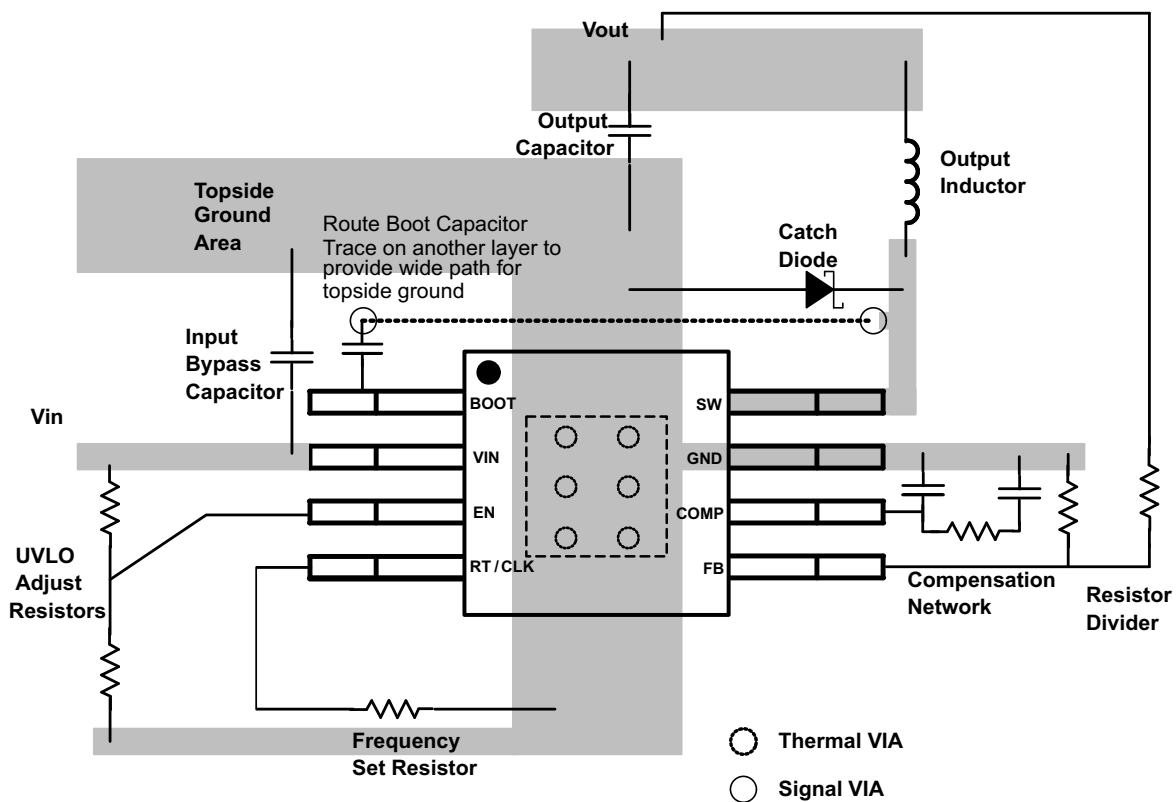 Vout
Output
Capacitor
Output
Inductor
Topside
Ground
Area
Route Boot Capacitor
Trace on another layer to
provide wide path for
topside ground
Catch
Diode
Input
Bypass
Capacitor
Vin
BOOT
VIN
EN
RT / CLK
SW
GND
COMP
FB
UVLO
Adjust
Resistors
Compensation
Network
Resistor
Divider
Frequency
Set Resistor
Thermal VIA
Signal VIA